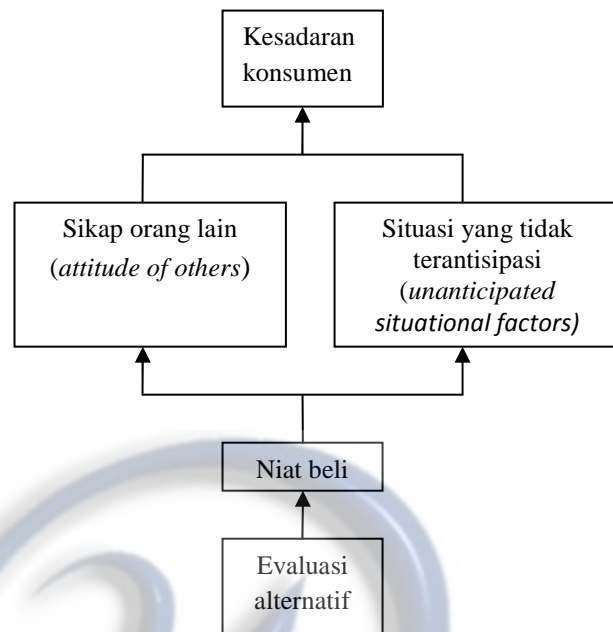 Kesadaran
konsumen
Sikap orang lain
(attitude of others)
Situasi yang tidak
terantisipasi
(unanticipated
situational factors)
Niat beli
Evaluasi
alternatif